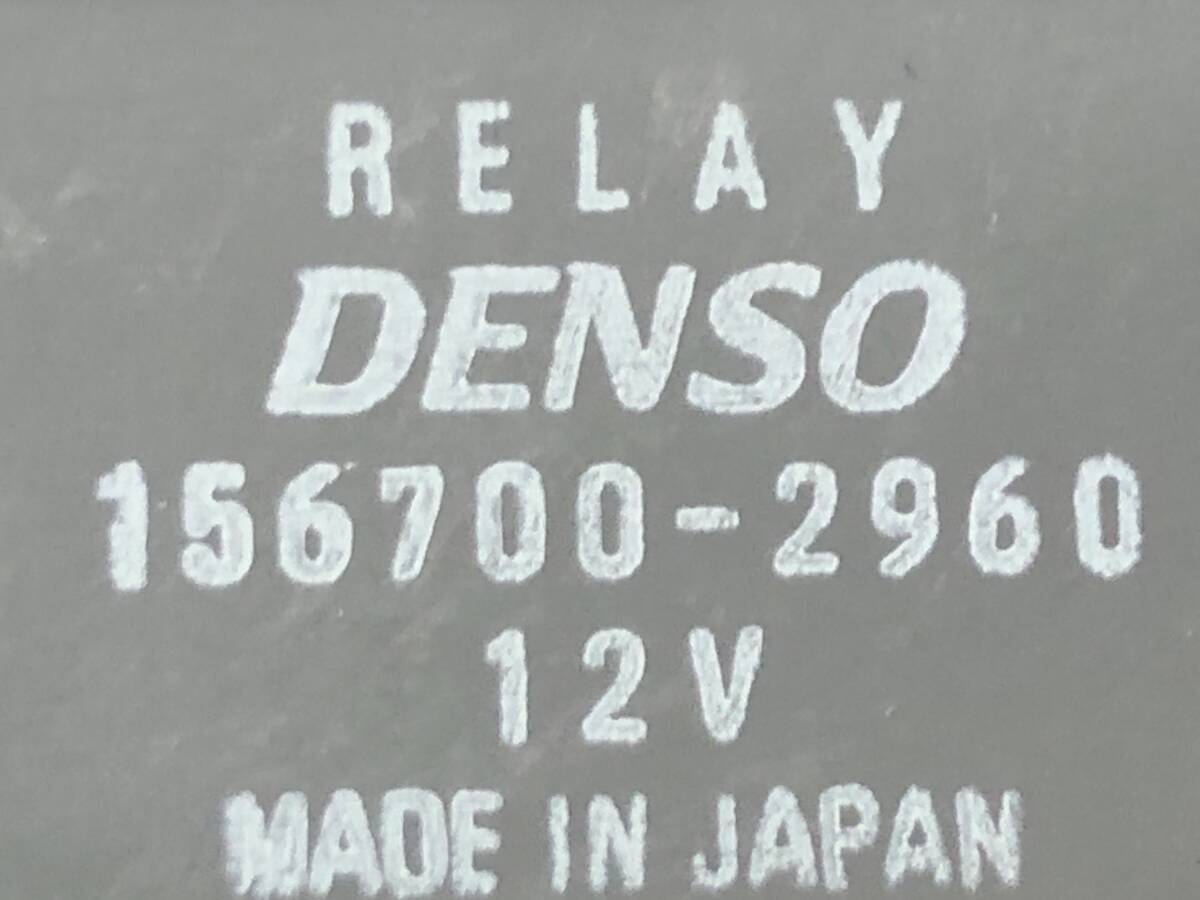 RELAY
DENSO
156700-2960
12V
MADE IN JAPAN